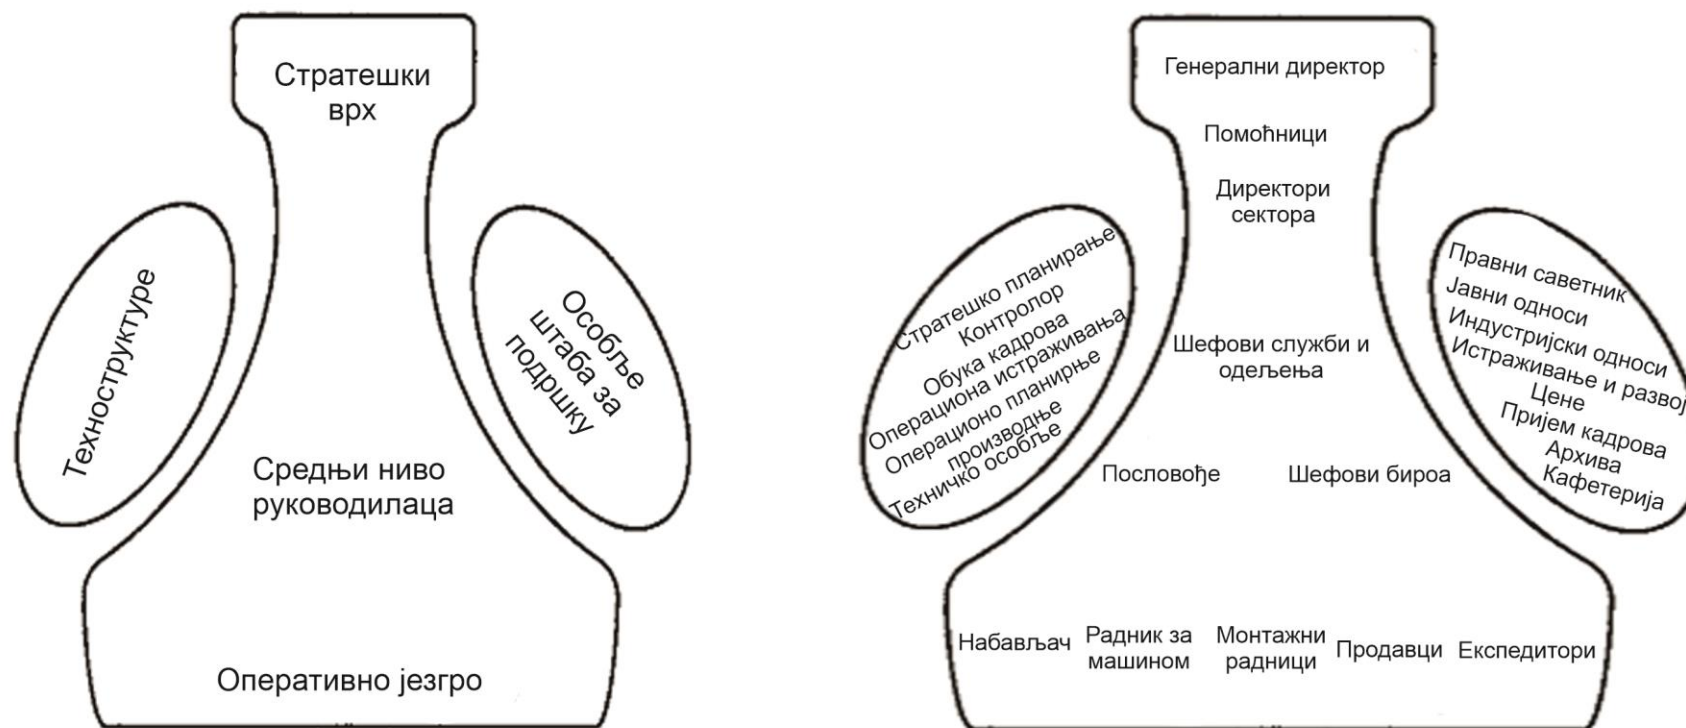 Стратешки
врх
Техноструктуре
Особље
штаба за
подршку
Средњи ниво
руководилаца
Оперативно језгро
Генерални директор
Помоћници
Директори
сектора
Стратешко планирање
Контролор
Обука кадрова
Операциона истраживања
Операционо планирње
производње
Техничко особље
Шефови служби и
одељења
Правни саветник
Јавни односи
Индустријски односи
Истраживање и развој
Цене
Пријем кадрова
Архива
Кафетерија
Пословође
Шефови бироа
Набављач
Радник за
машином
Монтажни
радници
Продавци
Експедитори